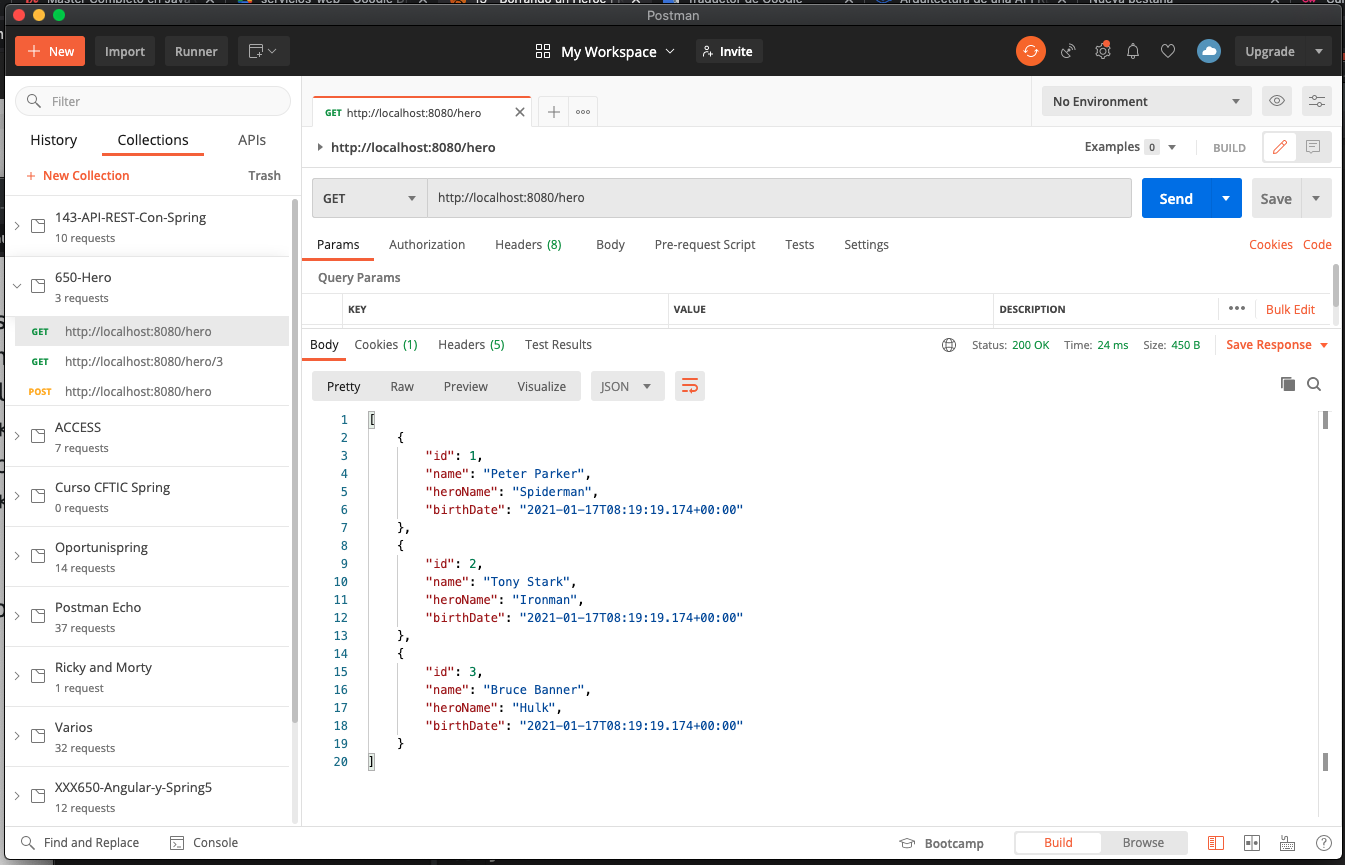 Postman
New Import Runner My Workspace Invite Upgrade
Filter
History Collections APIs
New Collection Trash
143-API-REST-Con-Spring
10 requests
650-Hero
3 requests
GET http://localhost:8080/hero
GET http://localhost:8080/hero/3
POST http://localhost:8080/hero
ACCESS
7 requests
Curso CFTIC Spring
0 requests
Oportunispring
14 requests
Postman Echo
37 requests
Ricky and Morty
1 request
Varios
32 requests
XXX650-Angular-y-Spring5
12 requests
GET http://localhost:8080/hero
No Environment
http://localhost:8080/hero
Examples 0 BUILD
GET http://localhost:8080/hero Send Save
Params Authorization Headers (8) Body Pre-request Script Tests Settings Cookies Code
Query Params
KEY VALUE DESCRIPTION Bulk Edit
Body Cookies (1) Headers (5) Test Results Status: 200 OK Time: 24 ms Size: 450 B Save Response
Pretty Raw Preview Visualize JSON
1 [
2 {
3 "id": 1,
4 "name": "Peter Parker",
5 "heroName": "Spiderman",
6 "birthDate": "2021-01-17T08:19:19.174+00:00"
7 },
8 {
9 "id": 2,
10 "name": "Tony Stark",
11 "heroName": "Ironman",
12 "birthDate": "2021-01-17T08:19:19.174+00:00"
13 },
14 {
15 "id": 3,
16 "name": "Bruce Banner",
17 "heroName": "Hulk",
18 "birthDate": "2021-01-17T08:19:19.174+00:00"
19 }
20 ]
Find and Replace Console Bootcamp Build Browse